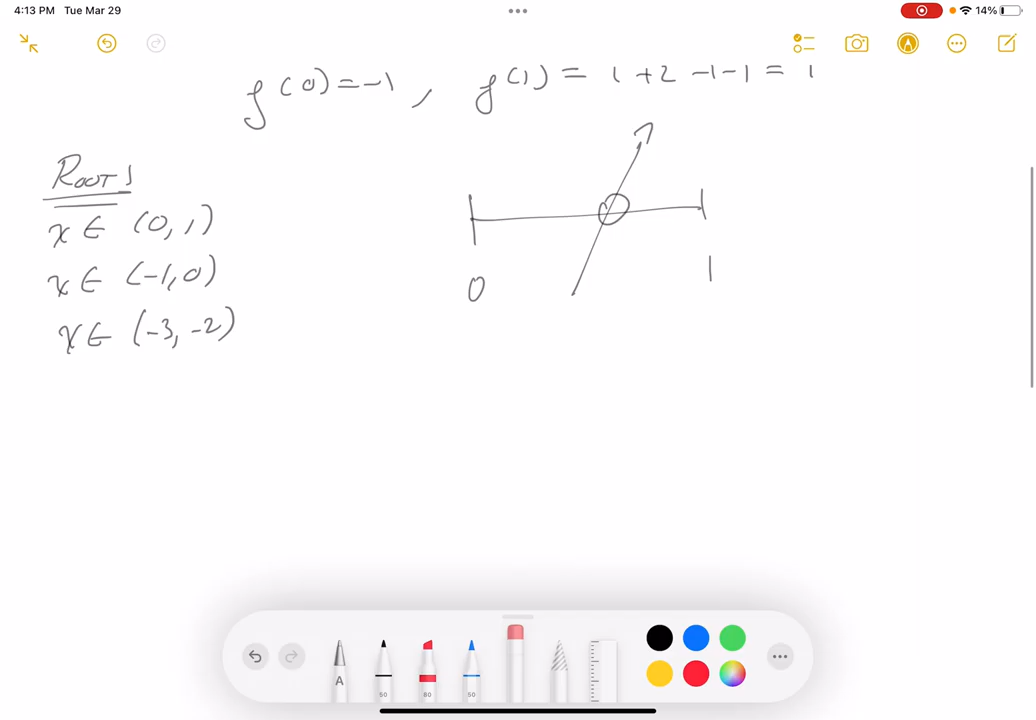 4:13 PM Tue Mar 29
14%
g(0) = -1, g(1) = 1 + 2 - 1 - 1 = 1
ROOTS
x ∈ (0, 1)
x ∈ (-1, 0)
x ∈ (-3, -2)
0 1
A
50
80
50